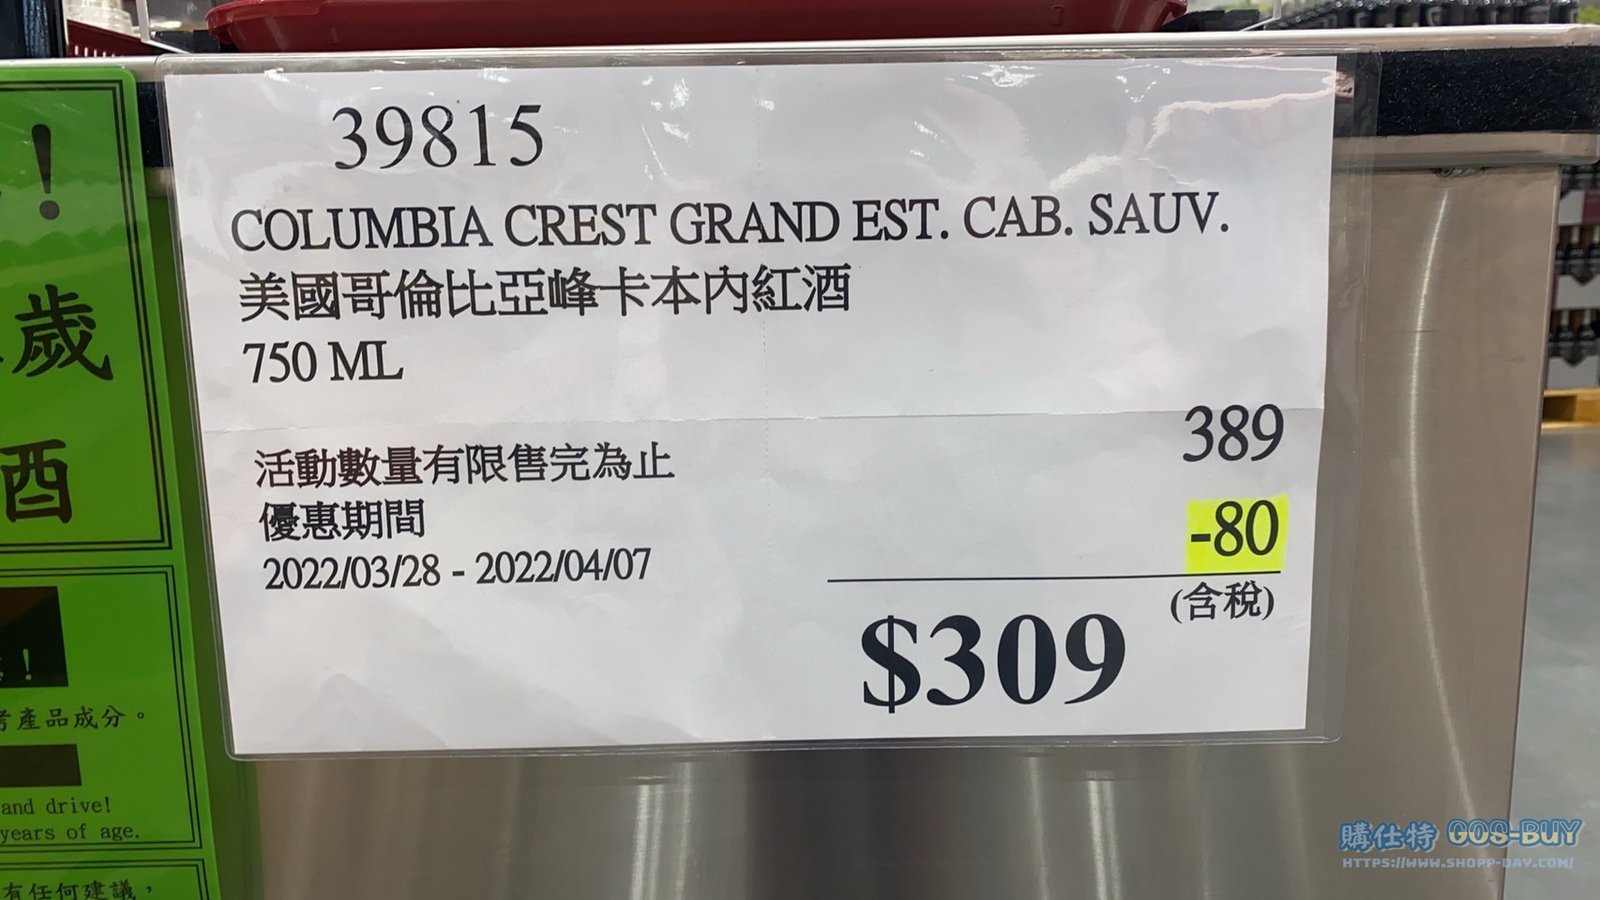 39815
COLUMBIA CREST GRAND EST. CAB. SAUV.
美國哥倫比亞峰卡本內紅酒
750 ML
389
活動數量有限售完為止
優惠期間
-80
2022/03/28 - 2022/04/07
(含稅)
$309
!
歲
酒
!
產品成分。
and drive!
years of age.
有任何建議，
購仕特 GOS-BUY
HTTPS://WWW.SHOPP-DAY.COM/